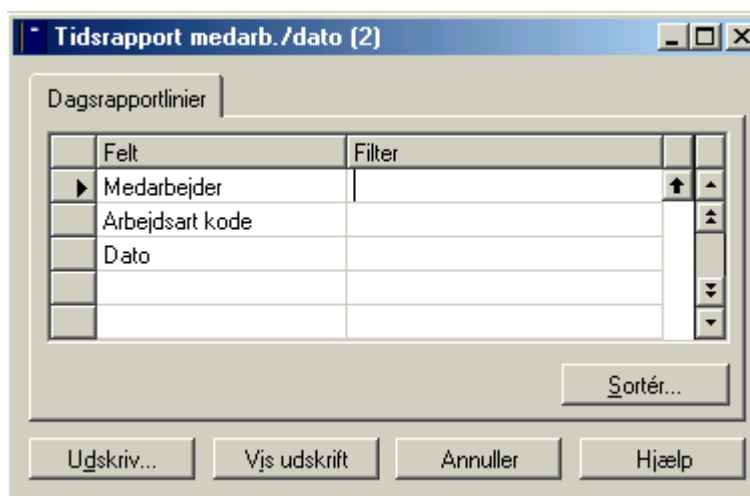 Tidsrapport medarb./dato (2)
Dagsrapportlinier
Felt Filter
Medarbejder
Arbejdsart kode
Dato
Sortér...
Udskriv... Vis udskrift Annuller Hjælp